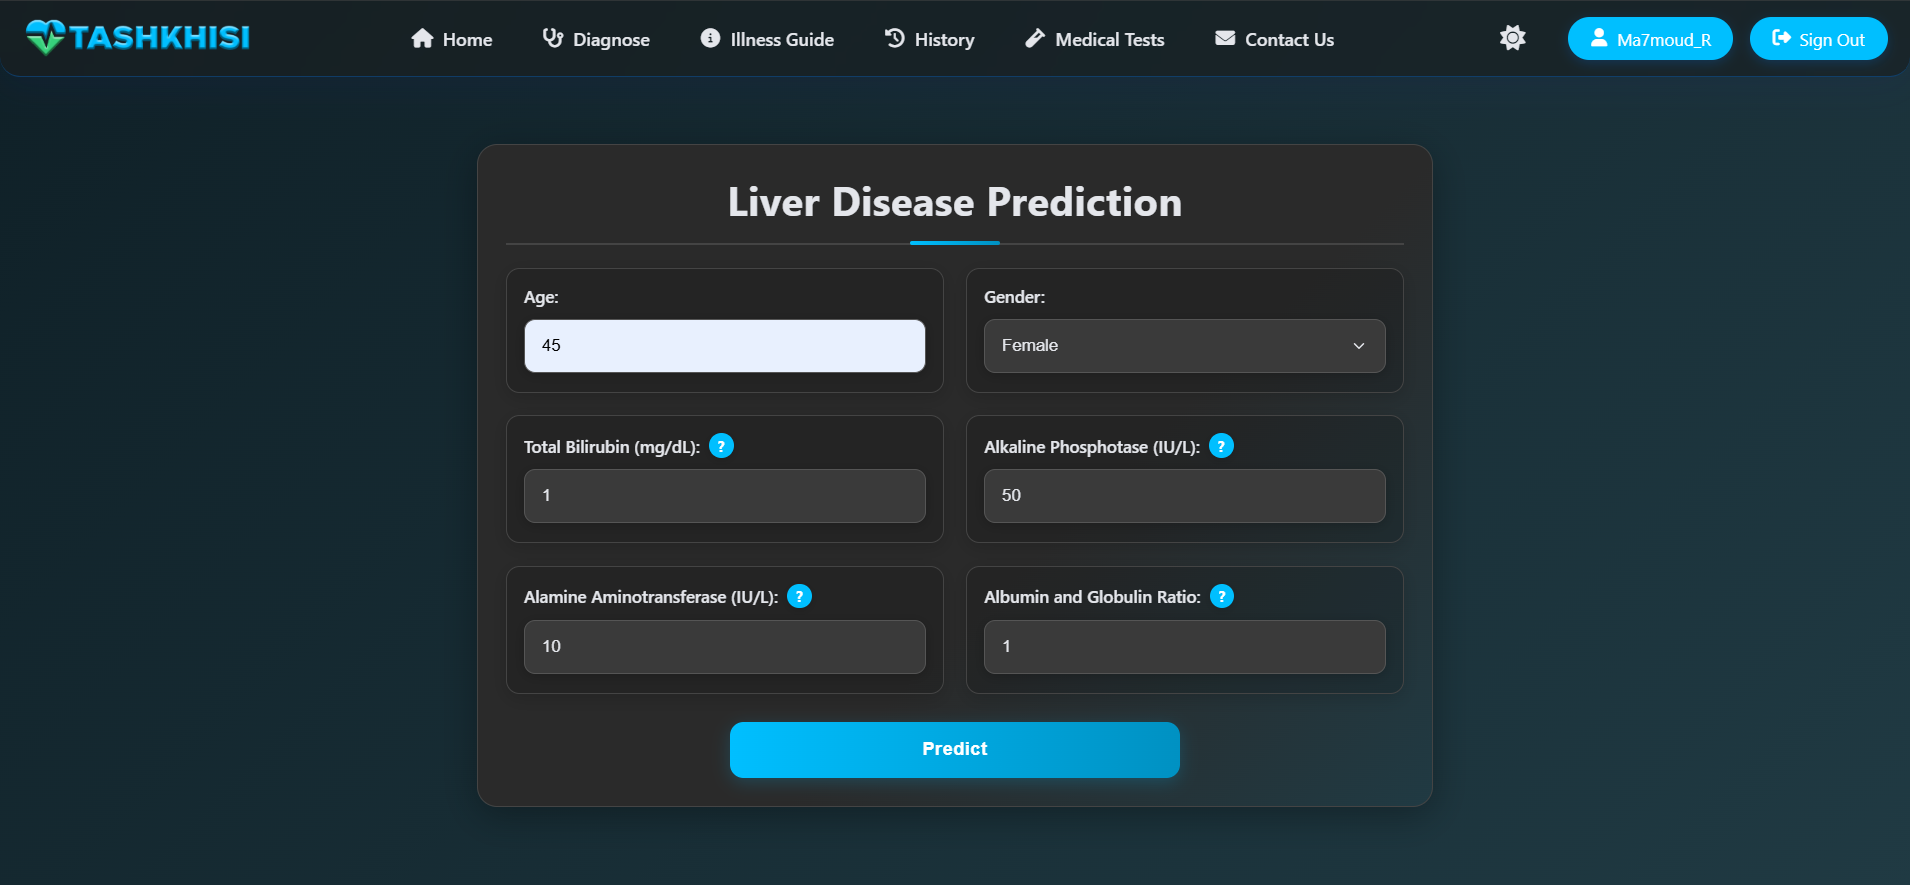 TASHKHISI
Home
Diagnose
Illness Guide
History
Medical Tests
Contact Us
Ma7moud_R
Sign Out
Liver Disease Prediction
Age:
Gender:
45
Female
Total Bilirubin (mg/dL): ?
Alkaline Phosphotase (IU/L): ?
1
50
Alamine Aminotransferase (IU/L): ?
Albumin and Globulin Ratio: ?
10
1
Predict